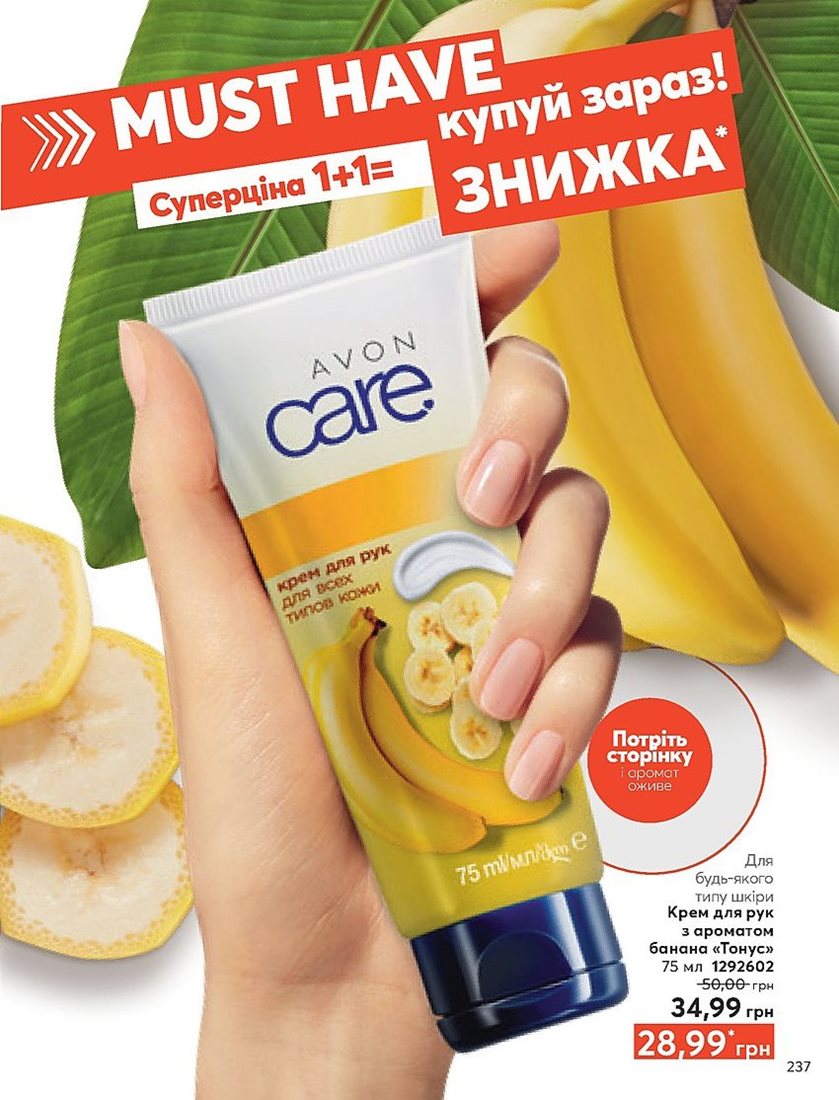 MUST HAVE
купуй зараз!
Суперціна 1+1=
ЗНИЖКА*
AVON
care
крем для рук
для всех
типов кожи
75 ml/мл/
Потріть
сторінку
і аромат
оживе
Для
будь-якого
типу шкіри
Крем для рук
з ароматом
банана «Тонус»
75 мл 1292602
50,00 грн
34,99 грн
28,99* грн
237